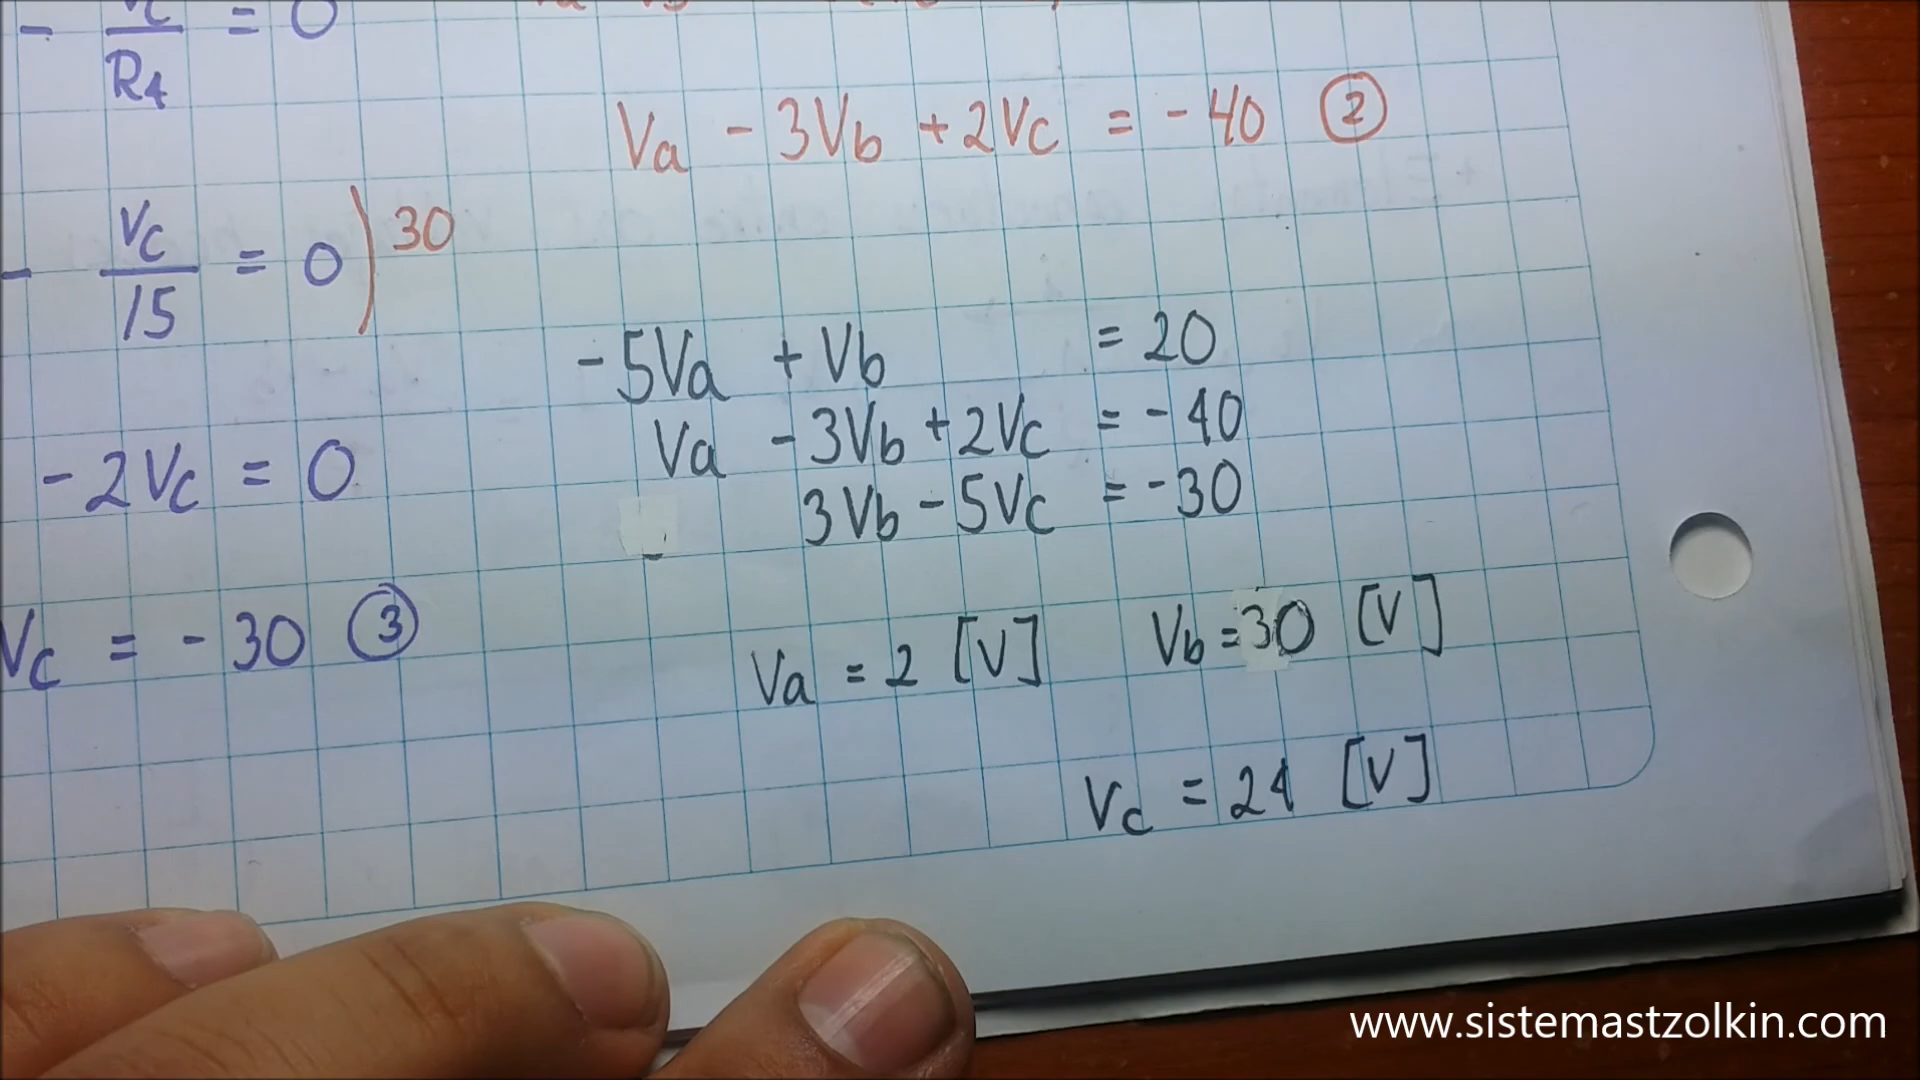 - Vc/R4 = 0
Va - 3Vb + 2Vc = -40 ②
- Vc/15 = 0) 30
-5Va + Vb = 20
Va - 3Vb + 2Vc = -40
3Vb - 5Vc = -30
- 2Vc = 0
Vc = -30 ③
Va = 2 [V]
Vb = 30 [V]
Vc = 24 [V]
www.sistemastzolkin.com